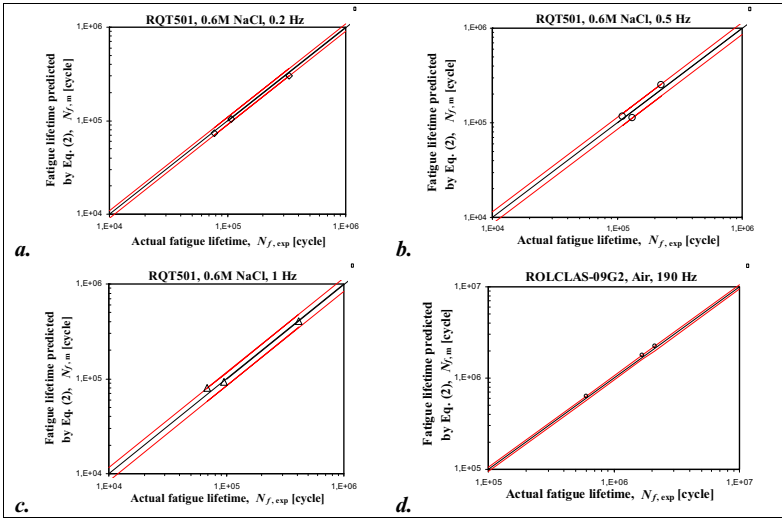 RQT501, 0.6M NaCl, 0.2 Hz
1,E+06
1,E+05
1,E+04
1,E+04
1,E+05
1,E+06
Fatigue lifetime predicted
by Eq. (2), N f, m [cycle]
Actual fatigue lifetime, N f, exp [cycle]
a.
RQT501, 0.6M NaCl, 0.5 Hz
1,E+06
1,E+05
1,E+04
1,E+04
1,E+05
1,E+06
Fatigue lifetime predicted
by Eq. (2), N f, m [cycle]
Actual fatigue lifetime, N f, exp [cycle]
b.
RQT501, 0.6M NaCl, 1 Hz
1,E+06
1,E+05
1,E+04
1,E+04
1,E+05
1,E+06
Fatigue lifetime predicted
by Eq. (2), N f, m [cycle]
Actual fatigue lifetime, N f, exp [cycle]
c.
ROLCLAS-09G2, Air, 190 Hz
1,E+07
1,E+06
1,E+05
1,E+05
1,E+06
1,E+07
Fatigue lifetime predicted
by Eq. (2), N f, m [cycle]
Actual fatigue lifetime, N f, exp [cycle]
d.